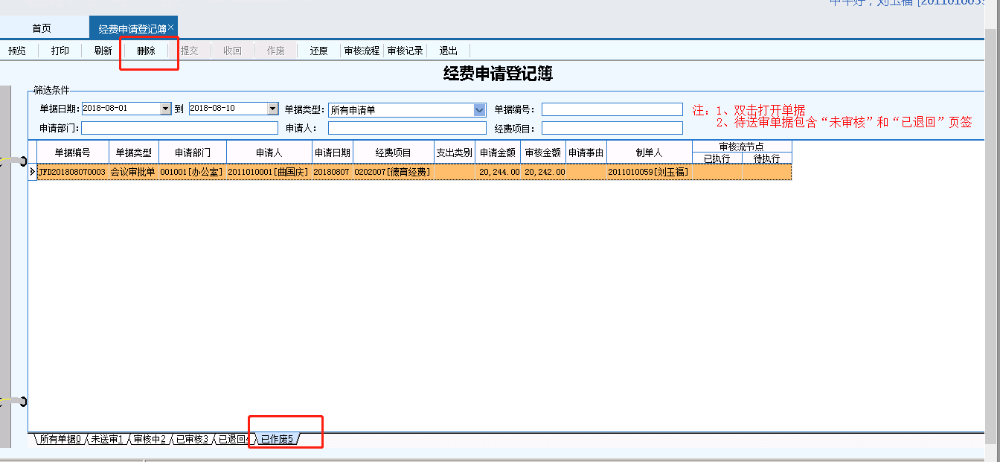 中午好，刘玉福 [2011010059
首页 经费申请登记簿×
预览 打印 刷新 删除 提交 收回 作废 还原 审核流程 审核记录 退出
经费申请登记簿
筛选条件
单据日期: 2018-08-01 到 2018-08-10 单据类型: 所有申请单 单据编号:
申请部门: 申请人: 经费项目:
注: 1、双击打开单据
2、待送审单据包含“未审核”和“已退回”页签
单据编号 单据类型 申请部门 申请人 申请日期 经费项目 支出类别 申请金额 审核金额 申请事由 制单人 审核流节点
已执行 待执行
JFD201808070003 会议审批单 001001[办公室] 2011010001[曲国庆] 20180807 0202007[德育经费] 20,244.00 20,242.00 2011010059[刘玉福]
所有单据0 未送审1 审核中2 已审核3 已退回4 已作废5